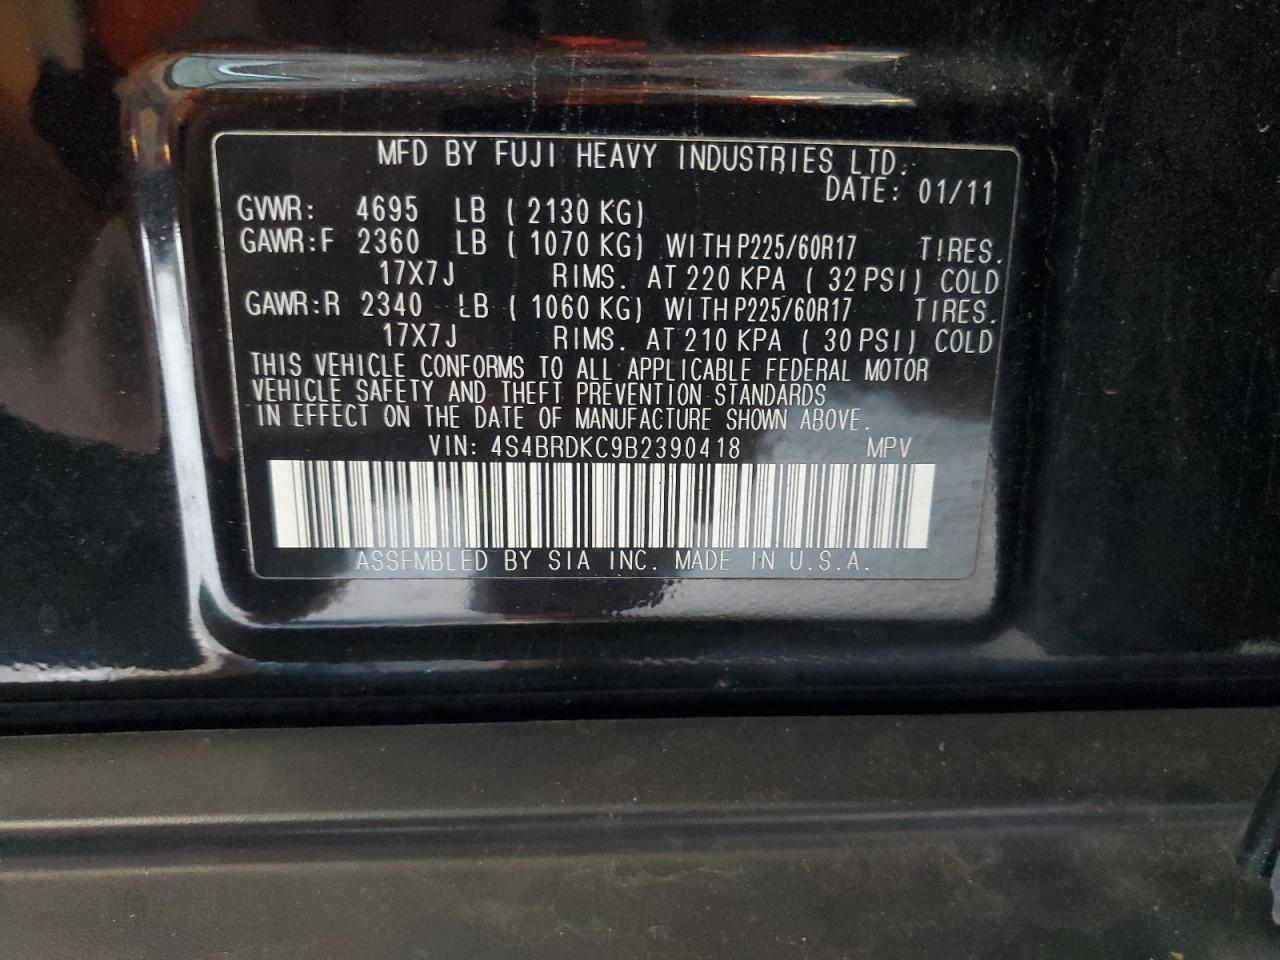 MFD BY FUJI HEAVY INDUSTRIES LTD.
DATE: 01/11
GVWR: 4695 LB ( 2130 KG)
GAWR:F 2360 LB ( 1070 KG) WITH P225/60R17 TIRES.
17X7J RIMS. AT 220 KPA ( 32 PSI) COLD
GAWR:R 2340 LB ( 1060 KG) WITH P225/60R17 TIRES.
17X7J RIMS. AT 210 KPA ( 30 PSI) COLD
THIS VEHICLE CONFORMS TO ALL APPLICABLE FEDERAL MOTOR
VEHICLE SAFETY AND THEFT PREVENTION STANDARDS
IN EFFECT ON THE DATE OF MANUFACTURE SHOWN ABOVE.
VIN: 4S4BRDKC9B2390418 MPV
ASSEMBLED BY SIA INC. MADE IN U.S.A.